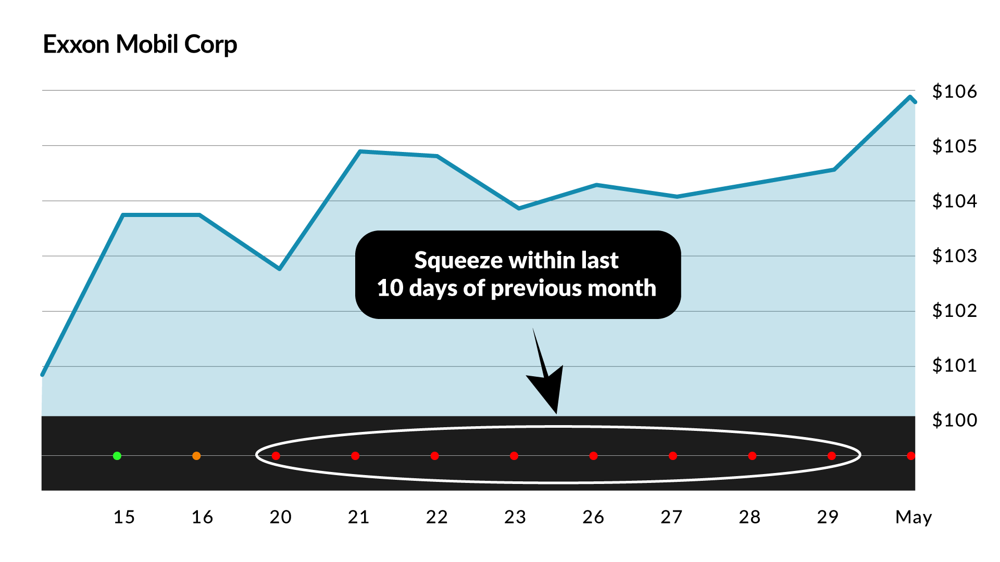 Exxon Mobil Corp
$106
$105
$104
$103
$102
$101
$100
Squeeze within last
10 days of previous month
15 16 20 21 22 23 26 27 28 29 May